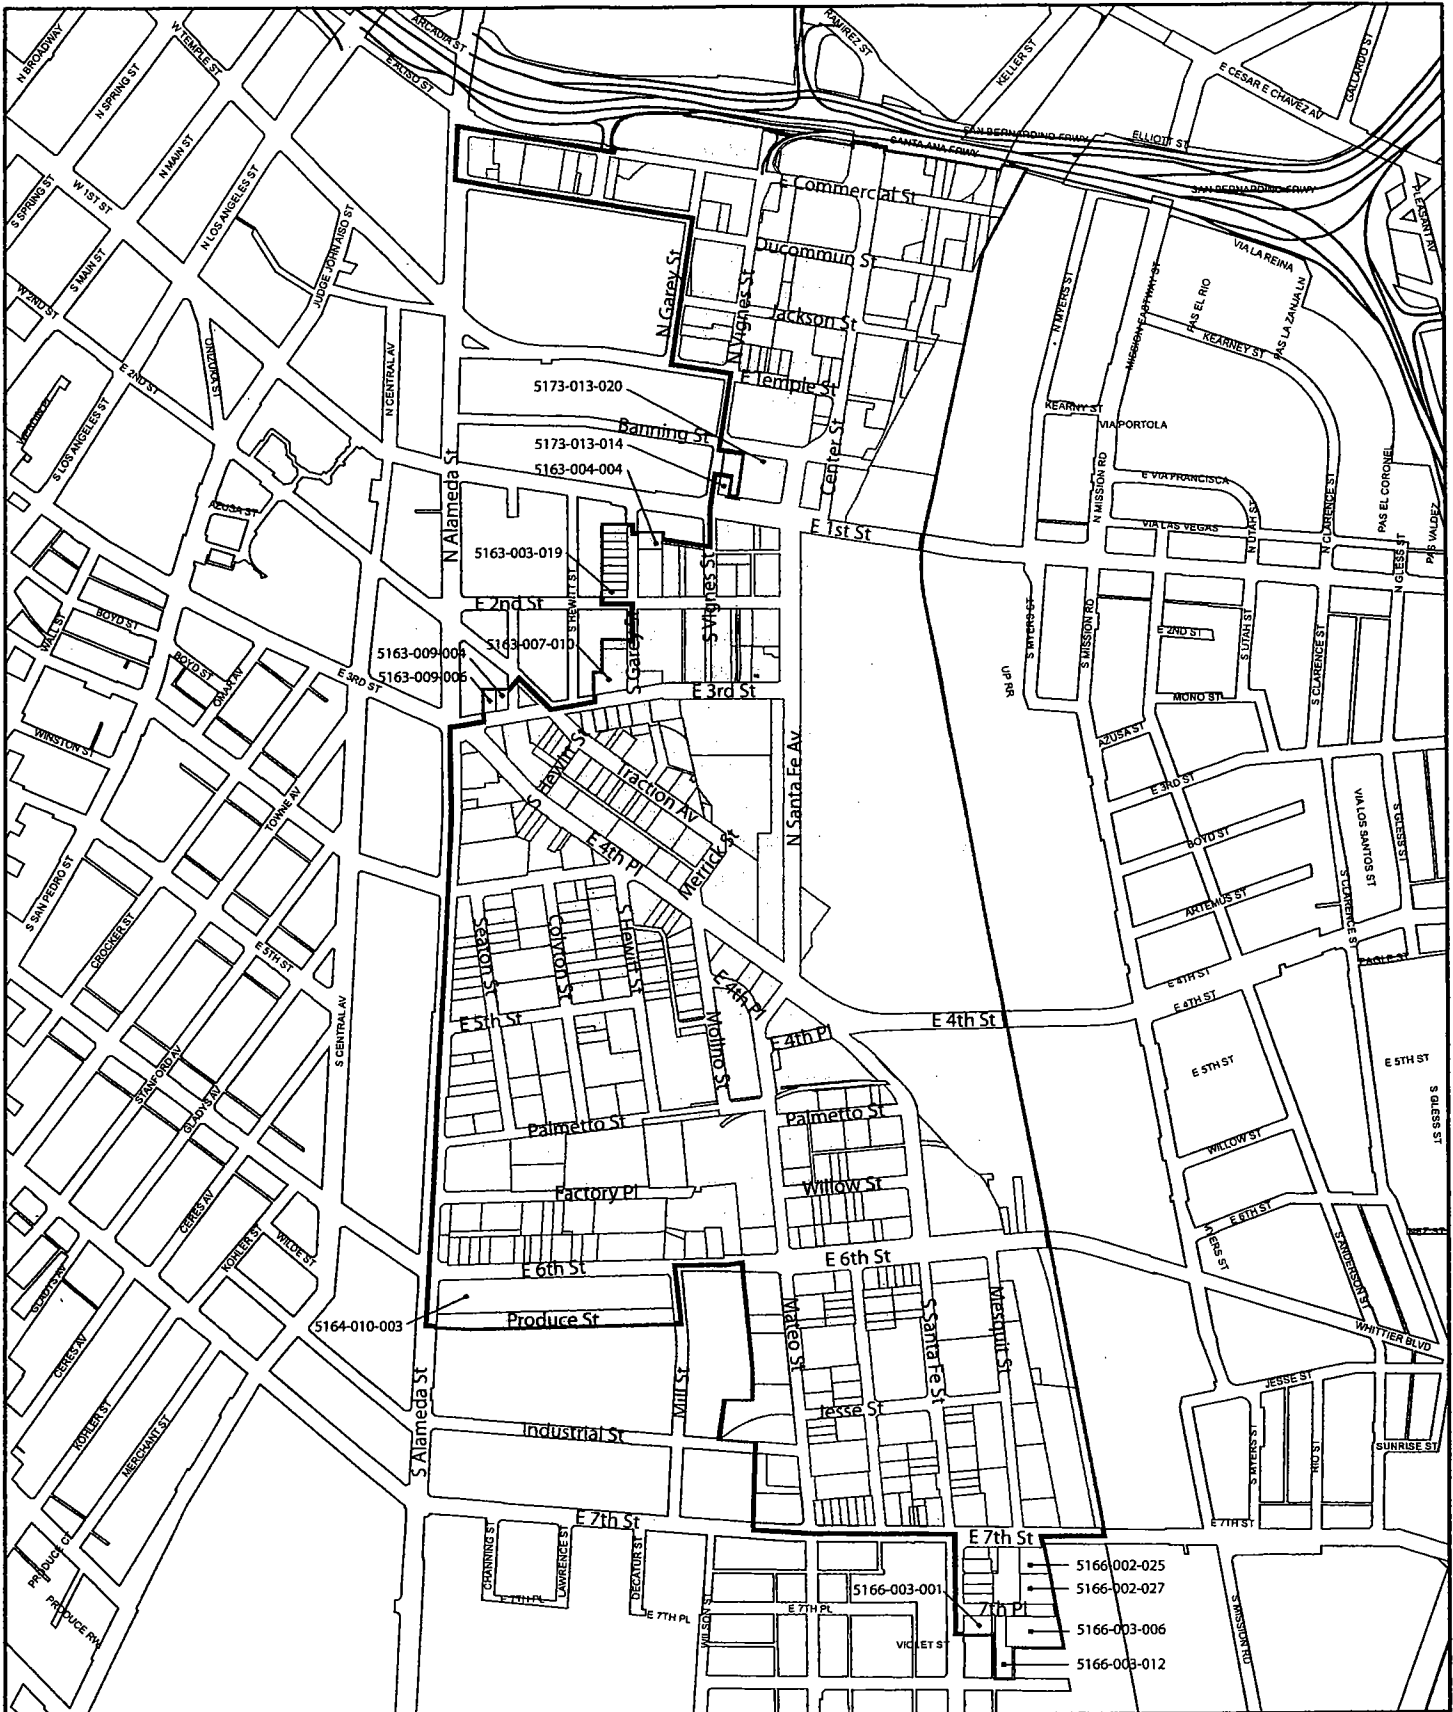 N BROADWAY
W TEMPLE ST
ARCADIA ST
E ALISO ST
RAMIREZ ST
KELLER ST
E CESAR E CHAVEZ AV
GALLARDO ST
N SPRING ST
N MAIN ST
SAN BERNARDINO FRWY
ELLIOTT ST
SANTA ANA FRWY
W 1ST ST
S SPRING ST
N LOS ANGELES ST
E Commercial St
SAN BERNARDINO FRWY
PLEASANT AV
JUDGE JOHN AISO ST
S MAIN ST
W 2ND ST
Ducommun St
VIA LA REINA
N Garey St
N Vignes St
Jackson St
N MYERS ST
MISSION EASTWAY ST
PAS EL RIO
PAS LA ZANJA LN
KEARNEY ST
ONIZUKA ST
E 2ND ST
N CENTRAL AV
E Temple St
5173-013-020
KEARNY ST
VIA PORTOLA
Banning St
5173-013-014
Center St
5163-004-004
S LOS ANGELES ST
N Alameda St
N MISSION RD
E VIA FRANCISCA
N CLARENCE ST
PAS EL CORONEL
PAS VALDEZ
AZUSA ST
E 1st St
VIA LAS VEGAS
N UTAH ST
N GLESS ST
5163-003-019
S HEWITT ST
S Vignes St
E 2nd St
BOYD ST
WALL ST
S MYERS ST
S MISSION RD
E 2ND ST
S UTAH ST
S CLARENCE ST
5163-007-010
5163-009-004
5163-009-006
S Garey St
BOYD ST
OMAR AV
E 3RD ST
E 3rd St
UP RR
MONO ST
AZUSA ST
WINSTON ST
S Hewitt St
Traction Av
N Santa Fe Av
E 3RD ST
TOWNE AV
E 4th Pl
Merrick St
BOYD ST
VIA LOS SANTOS ST
S GLESS ST
S SAN PEDRO ST
ARTEMUS ST
S CLARENCE ST
CROCKER ST
E 5TH ST
Seaton St
Colyton St
S Hewitt St
EAGLE ST
E 4TH ST
E 4TH ST
E 4th Pl
E 5th St
E 4th St
S CENTRAL AV
Molino St
E 4th Pl
E 5TH ST
E 5TH ST
STANFORD AV
GLADYS AV
Palmetto St
Palmetto St
S GLESS ST
WILLOW ST
Factory Pl
Willow St
CERES AV
KOHLER ST
WILDE ST
E 6TH ST
E 6th St
E 6th St
MYERS ST
S ANDERSON ST
GLADYS AV
5164-010-003
Produce St
Mateo St
S Santa Fe St
Mesquit St
WHITTIER BLVD
CERES AV
S Alameda St
Mill St
JESSE ST
KOHLER ST
MERCHANT ST
Industrial St
Jesse St
S MYERS ST
RIO ST
SUNRISE ST
E 7th St
E 7th St
E 7TH ST
PRODUCE CT
CHANNING ST
LAWRENCE ST
DECATUR ST
5166-002-025
5166-002-027
5166-003-001
7th Pl
E 7TH PL
E 7TH PL
E 7TH PL
PRODUCE RW
WILSON ST
VIOLET ST
5166-003-006
5166-003-012
S MISSION RD